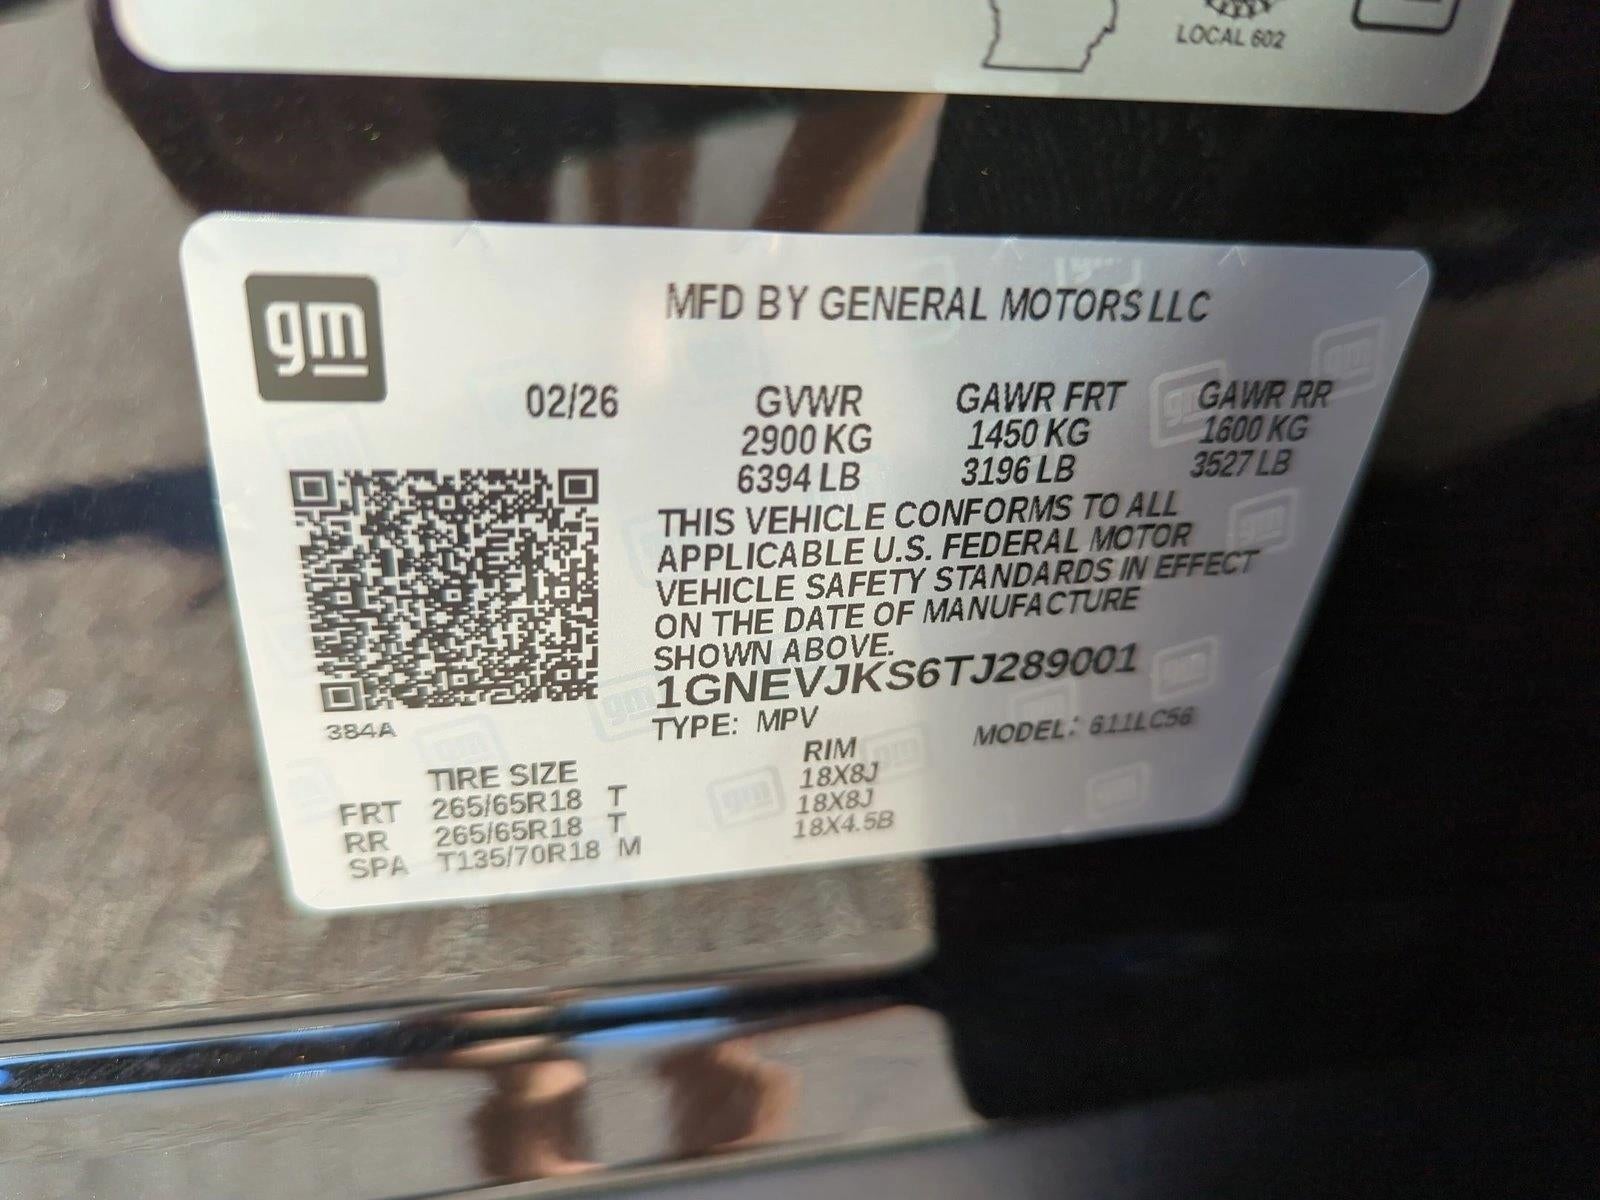 LOCAL 602
gm
MFD BY GENERAL MOTORS LLC
02/26 GVWR GAWR FRT GAWR RR
2900 KG 1450 KG 1600 KG
6394 LB 3196 LB 3527 LB
THIS VEHICLE CONFORMS TO ALL
APPLICABLE U.S. FEDERAL MOTOR
VEHICLE SAFETY STANDARDS IN EFFECT
ON THE DATE OF MANUFACTURE
SHOWN ABOVE.
1GNEVJKS6TJ289001
384A
TYPE: MPV MODEL: 611LC56
TIRE SIZE RIM
FRT 265/65R18 T 18X8J
RR 265/65R18 T 18X8J
SPA T135/70R18 M 18X4.5B